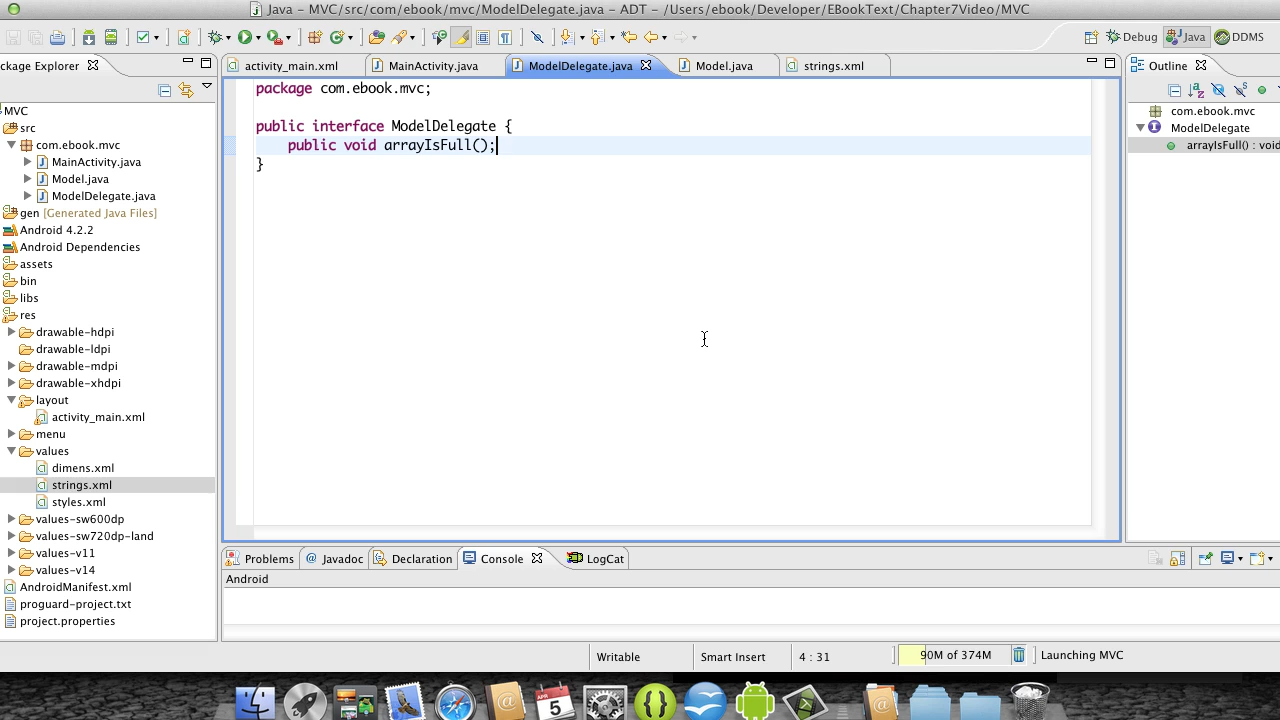 Java - MVC/src/com/ebook/mvc/ModelDelegate.java - ADT - /Users/ebook/Developer/EBookText/Chapter7Video/MVC
Debug
Java
DDMS
ckage Explorer
activity_main.xml
MainActivity.java
ModelDelegate.java
Model.java
strings.xml
Outline
MVC
src
com.ebook.mvc
MainActivity.java
Model.java
ModelDelegate.java
gen [Generated Java Files]
Android 4.2.2
Android Dependencies
assets
bin
libs
res
drawable-hdpi
drawable-ldpi
drawable-mdpi
drawable-xhdpi
layout
activity_main.xml
menu
values
dimens.xml
strings.xml
styles.xml
values-sw600dp
values-sw720dp-land
values-v11
values-v14
AndroidManifest.xml
proguard-project.txt
project.properties
package com.ebook.mvc;
public interface ModelDelegate {
public void arrayIsFull();
}
com.ebook.mvc
ModelDelegate
arrayIsFull() : void
Problems
@ Javadoc
Declaration
Console
LogCat
Android
Writable
Smart Insert
4 : 31
90M of 374M
Launching MVC
APR
5